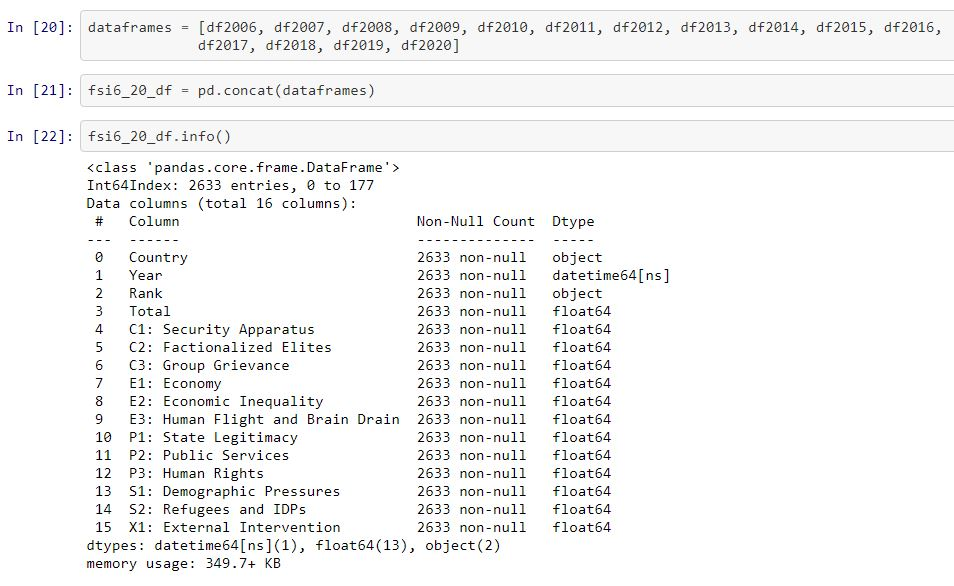 In [20]: dataframes = [df2006, df2007, df2008, df2009, df2010, df2011, df2012, df2013, df2014, df2015, df2016,
df2017, df2018, df2019, df2020]
In [21]: fsi6_20_df = pd.concat(dataframes)
In [22]: fsi6_20_df.info()
<class 'pandas.core.frame.DataFrame'>
Int64Index: 2633 entries, 0 to 177
Data columns (total 16 columns):
#   Column   Non-Null Count  Dtype
---  ------   --------------  -----
0   Country   2633 non-null   object
1   Year   2633 non-null   datetime64[ns]
2   Rank   2633 non-null   object
3   Total   2633 non-null   float64
4   C1: Security Apparatus   2633 non-null   float64
5   C2: Factionalized Elites   2633 non-null   float64
6   C3: Group Grievance   2633 non-null   float64
7   E1: Economy   2633 non-null   float64
8   E2: Economic Inequality   2633 non-null   float64
9   E3: Human Flight and Brain Drain   2633 non-null   float64
10  P1: State Legitimacy   2633 non-null   float64
11  P2: Public Services   2633 non-null   float64
12  P3: Human Rights   2633 non-null   float64
13  S1: Demographic Pressures   2633 non-null   float64
14  S2: Refugees and IDPs   2633 non-null   float64
15  X1: External Intervention   2633 non-null   float64
dtypes: datetime64[ns](1), float64(13), object(2)
memory usage: 349.7+ KB